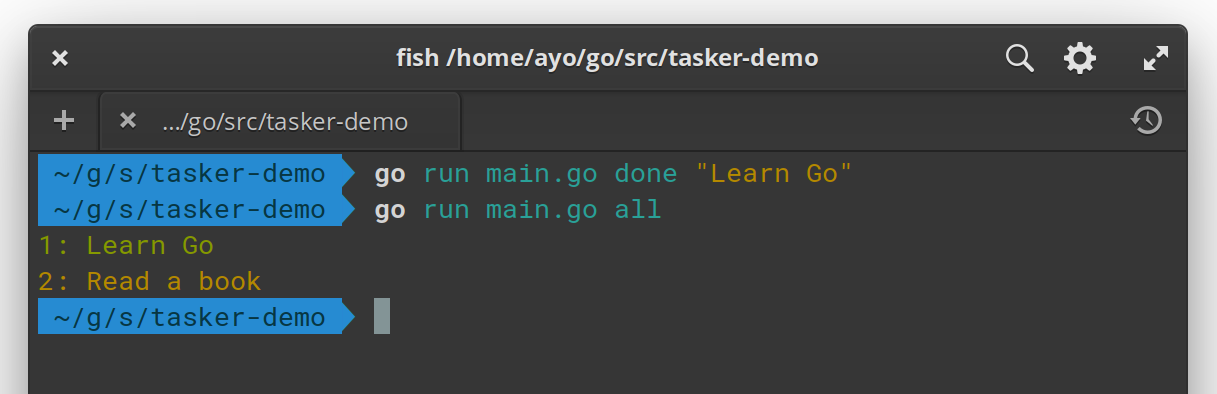 fish /home/ayo/go/src/tasker-demo
.../go/src/tasker-demo
~/g/s/tasker-demo go run main.go done "Learn Go"
~/g/s/tasker-demo go run main.go all
1: Learn Go
2: Read a book
~/g/s/tasker-demo